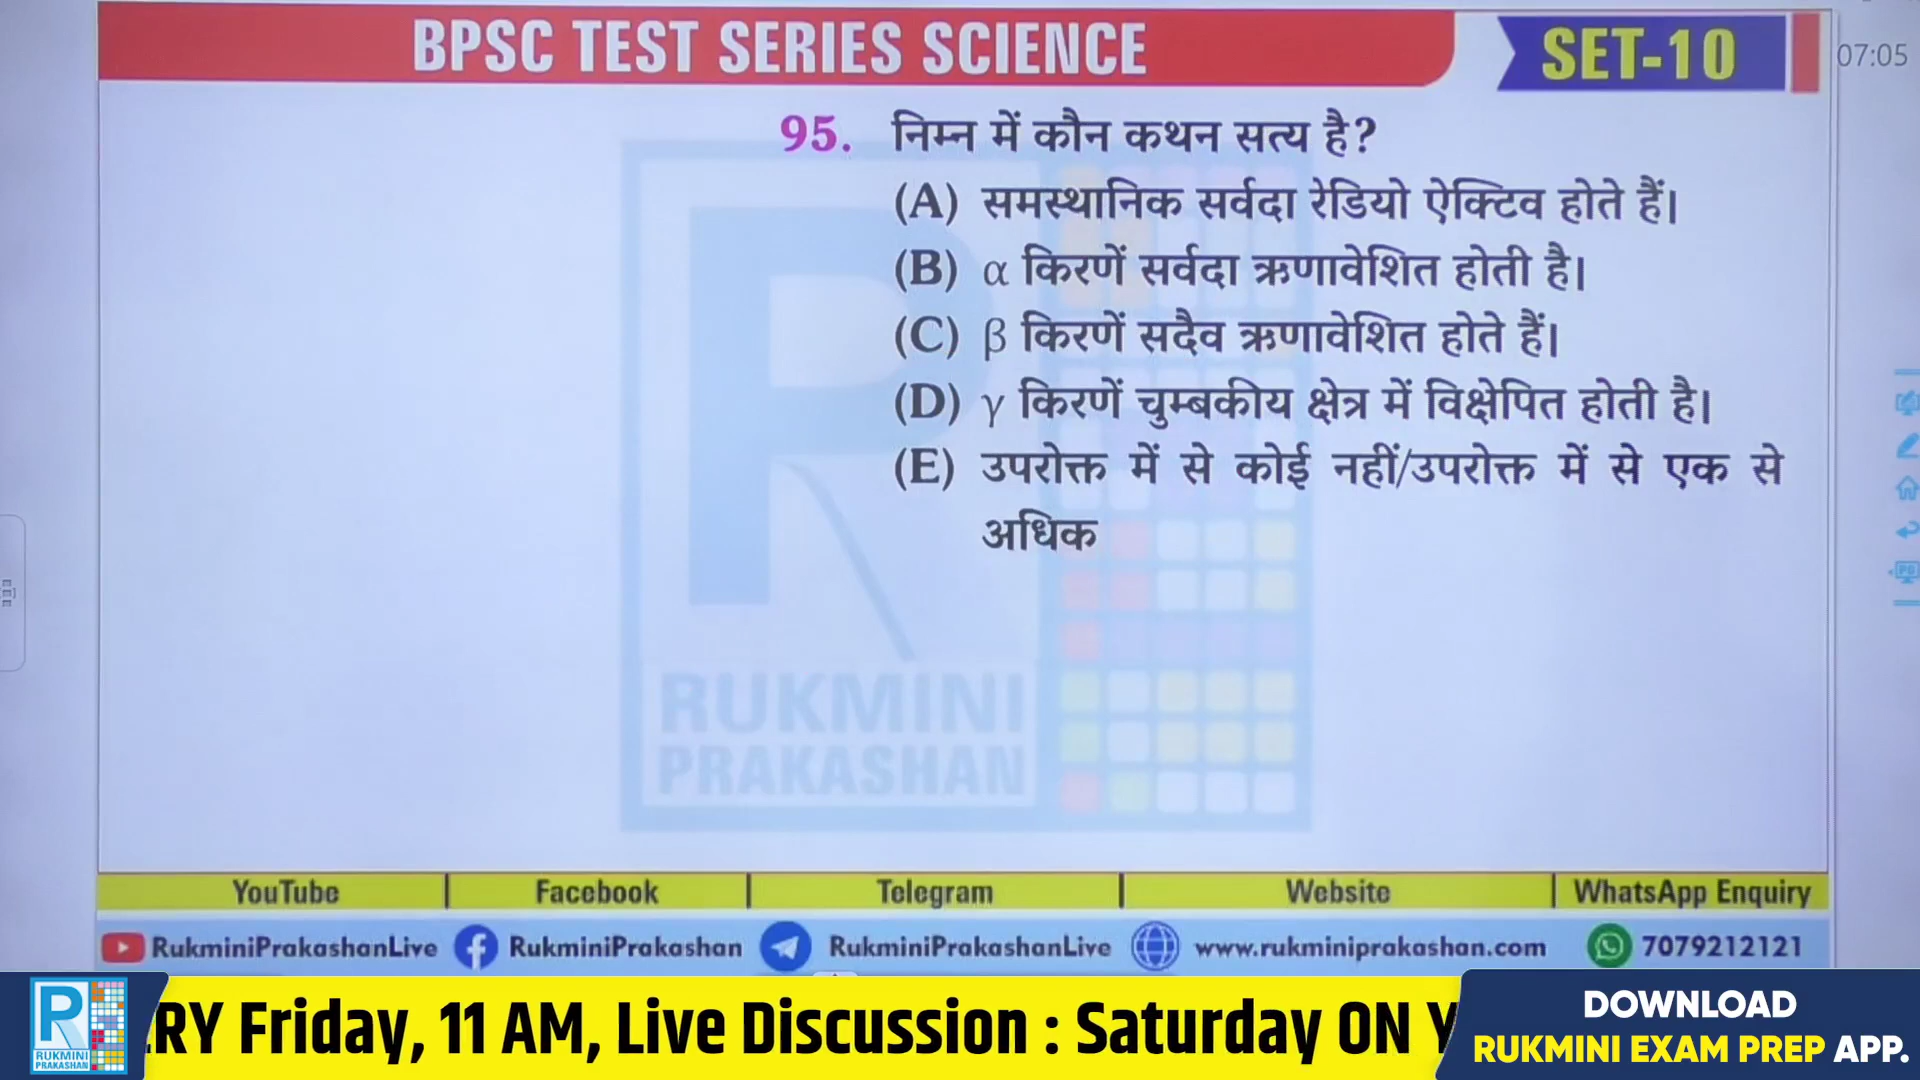 BPSC TEST SERIES SCIENCE
SET-10
07:05
95. निम्न में कौन कथन सत्य है?
(A) समस्थानिक सर्वदा रेडियो ऐक्टिव होते हैं।
(B) α किरणें सर्वदा ऋणावेशित होती है।
(C) β किरणें सदैव ऋणावेशित होते हैं।
(D) γ किरणें चुम्बकीय क्षेत्र में विक्षेपित होती है।
(E) उपरोक्त में से कोई नहीं/उपरोक्त में से एक से
अधिक
RUKMINI
PRAKASHAN
YouTube Facebook Telegram Website WhatsApp Enquiry
RukminiPrakashanLive RukminiPrakashan RukminiPrakashanLive www.rukminiprakashan.com 7079212121
RUKMINI
PRAKASHAN
Friday, 11 AM, Live Discussion : Saturday ON
DOWNLOAD
RUKMINI EXAM PREP APP.